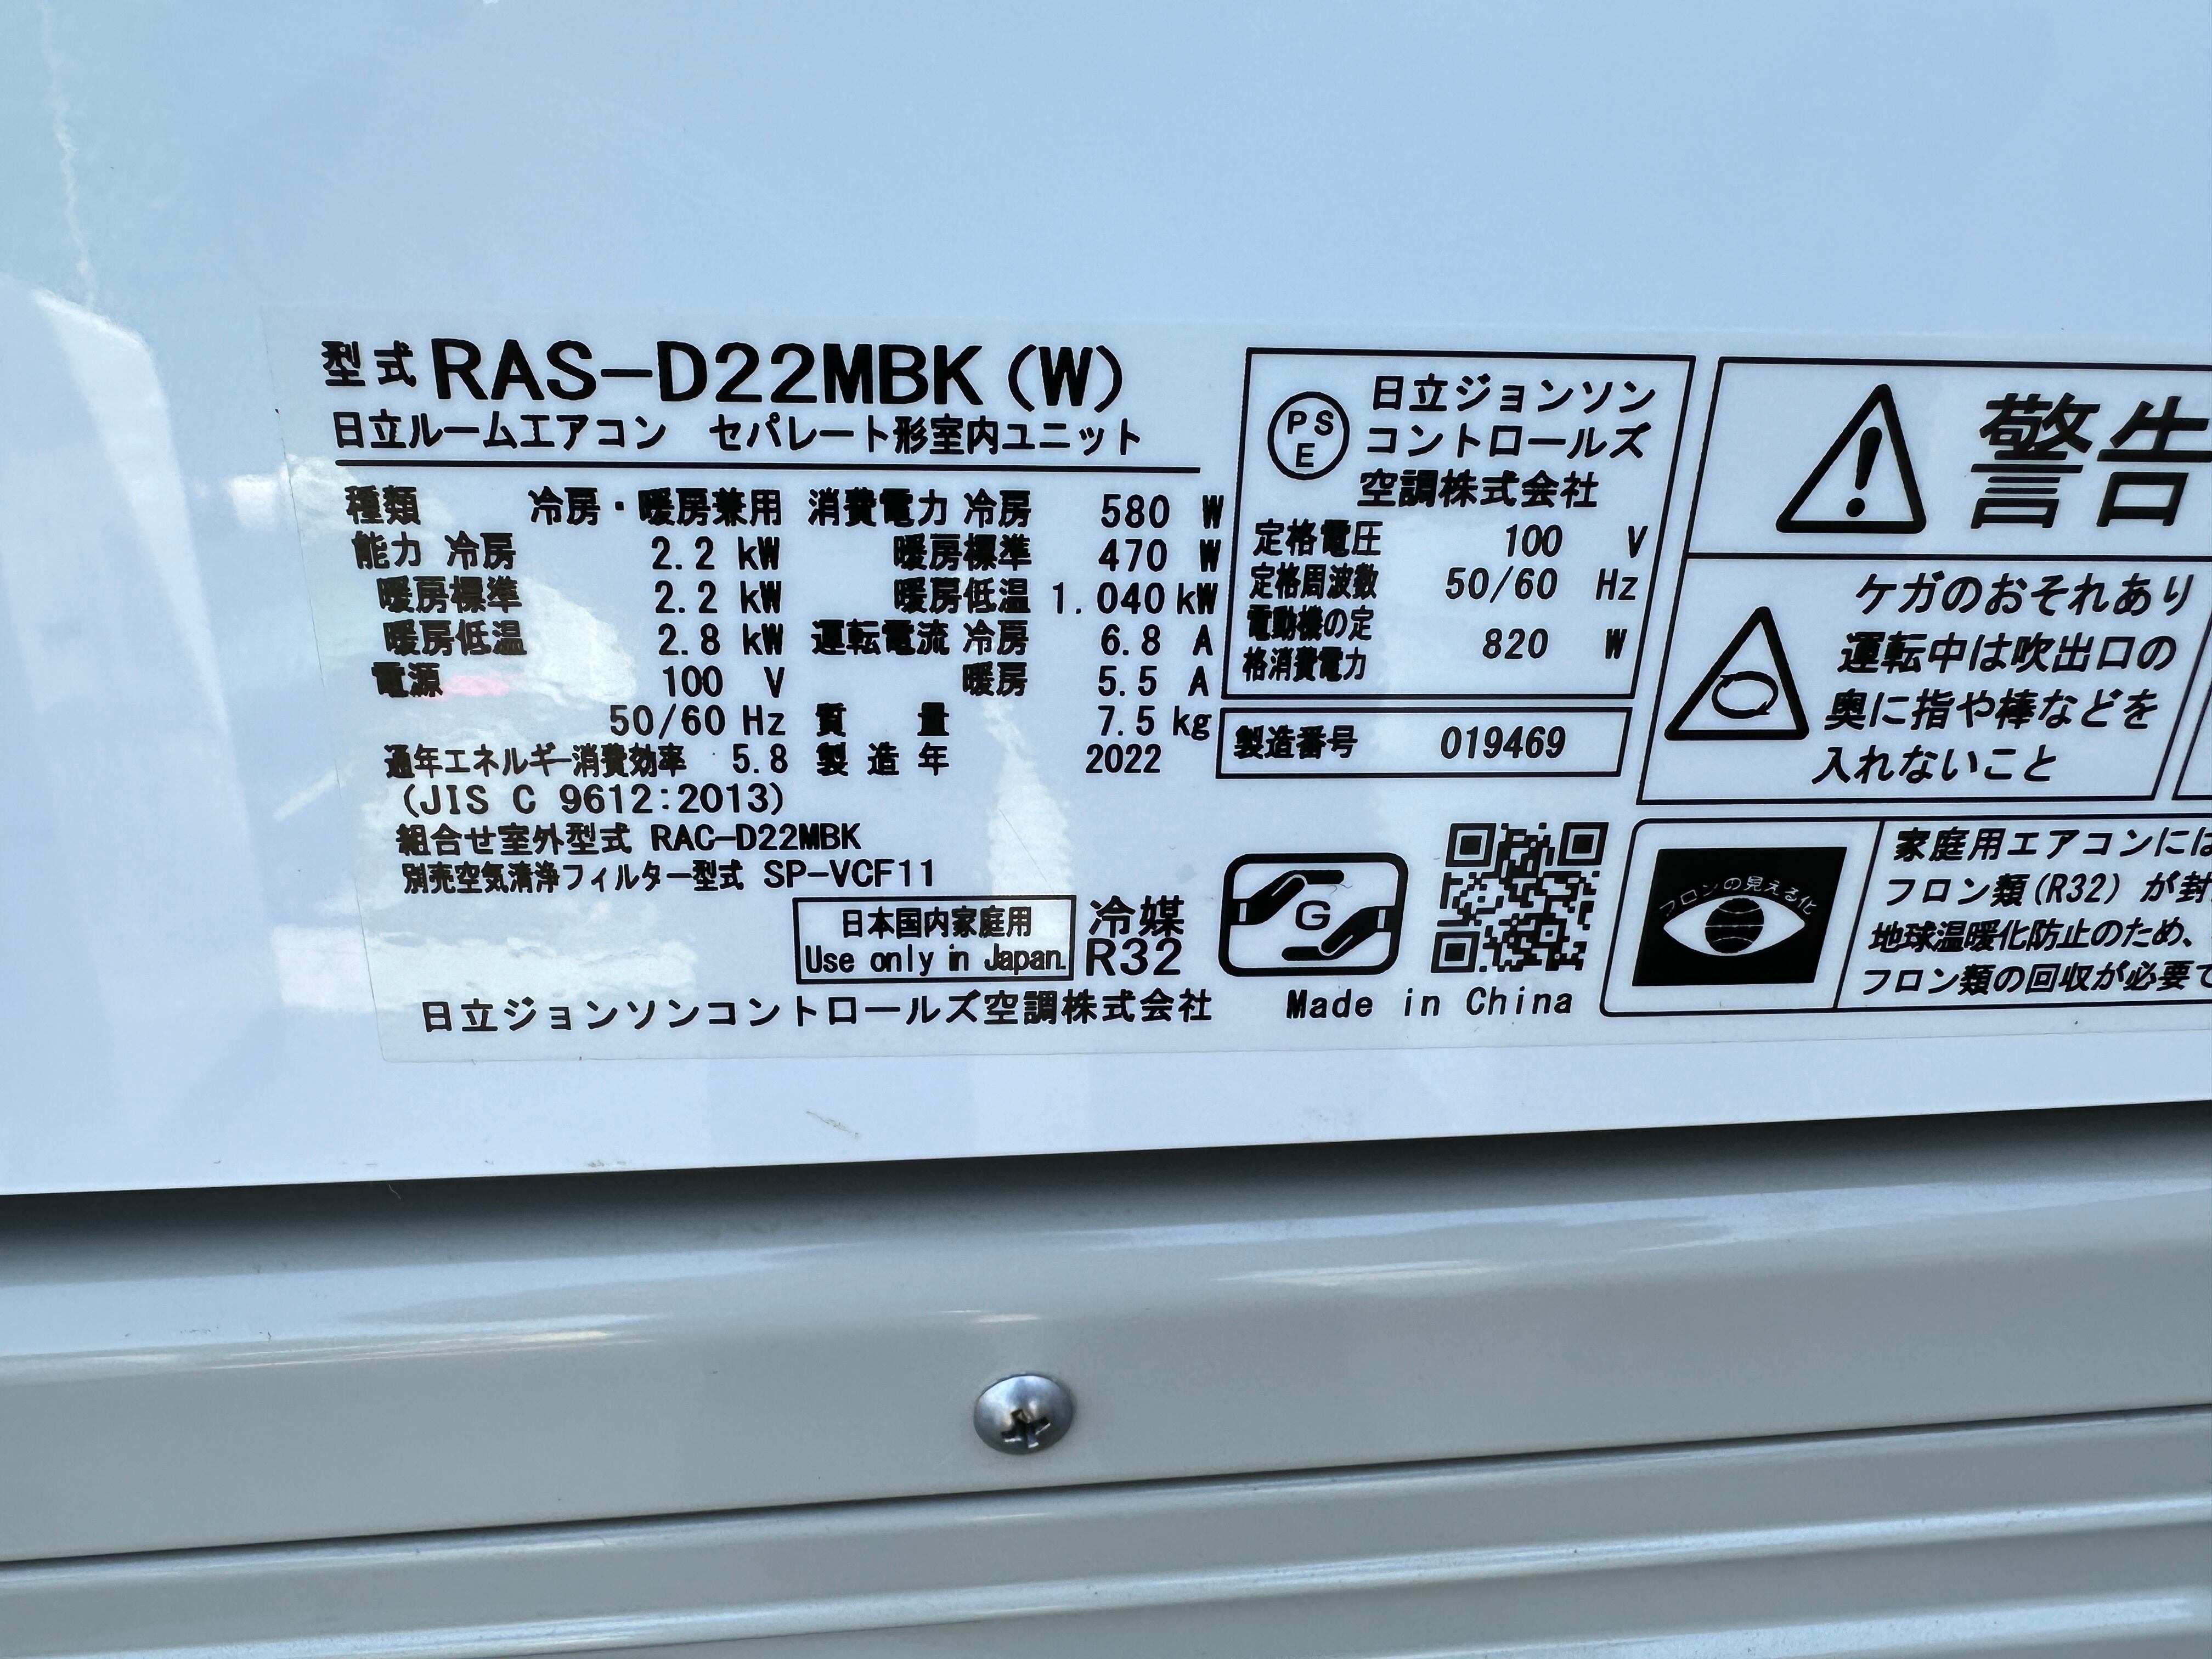 型式 RAS-D22MBK(W)
日立ルームエアコン セパレート形室内ユニット
種類 冷房・暖房兼用 消費電力 冷房 580 W
能力 冷房 2.2 kW 暖房標準 470 W
暖房標準 2.2 kW 暖房低温 1.040 kW
暖房低温 2.8 kW 運転電流 冷房 6.8 A
電源 100 V 暖房 5.5 A
50/60 Hz 質量 7.5 kg
通年エネルギー消費効率 5.8 製造年 2022
(JIS C 9612:2013)
組合せ室外型式 RAC-D22MBK
別売空気清浄フィルター型式 SP-VCF11
日本国内家庭用
Use only in Japan.
冷媒
R32
日立ジョンソンコントロールズ空調株式会社
PS
E
日立ジョンソン
コントロールズ
空調株式会社
定格電圧 100 V
定格周波数 50/60 Hz
電動機の定
格消費電力 820 W
製造番号 019469
G
Made in China
警告
ケガのおそれあり
運転中は吹出口の
奥に指や棒などを
入れないこと
フロンの見える化
家庭用エアコンには
フロン類(R32)が封
地球温暖化防止のため、
フロン類の回収が必要で